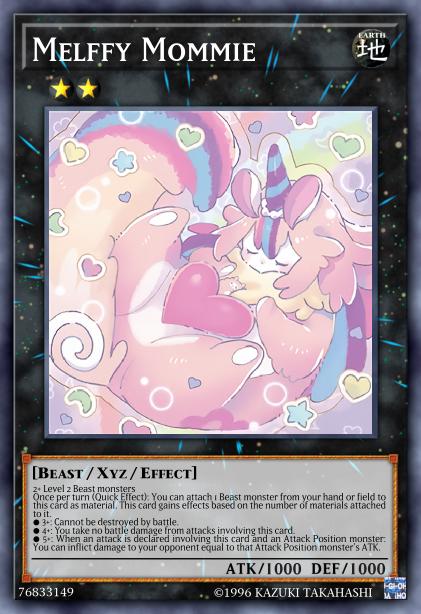 MELFFY MOMMIE
EARTH
地
[BEAST / XYZ / EFFECT]
2+ Level 2 Beast monsters
Once per turn (Quick Effect): You can attach 1 Beast monster from your hand or field to
this card as material. This card gains effects based on the number of materials attached
to it.
● 3+: Cannot be destroyed by battle.
● 4+: You take no battle damage from attacks involving this card.
● 5+: When an attack is declared involving this card and an Attack Position monster:
You can inflict damage to your opponent equal to that Attack Position monster's ATK.
ATK/1000 DEF/1000
76833149
©1996 KAZUKI TAKAHASHI